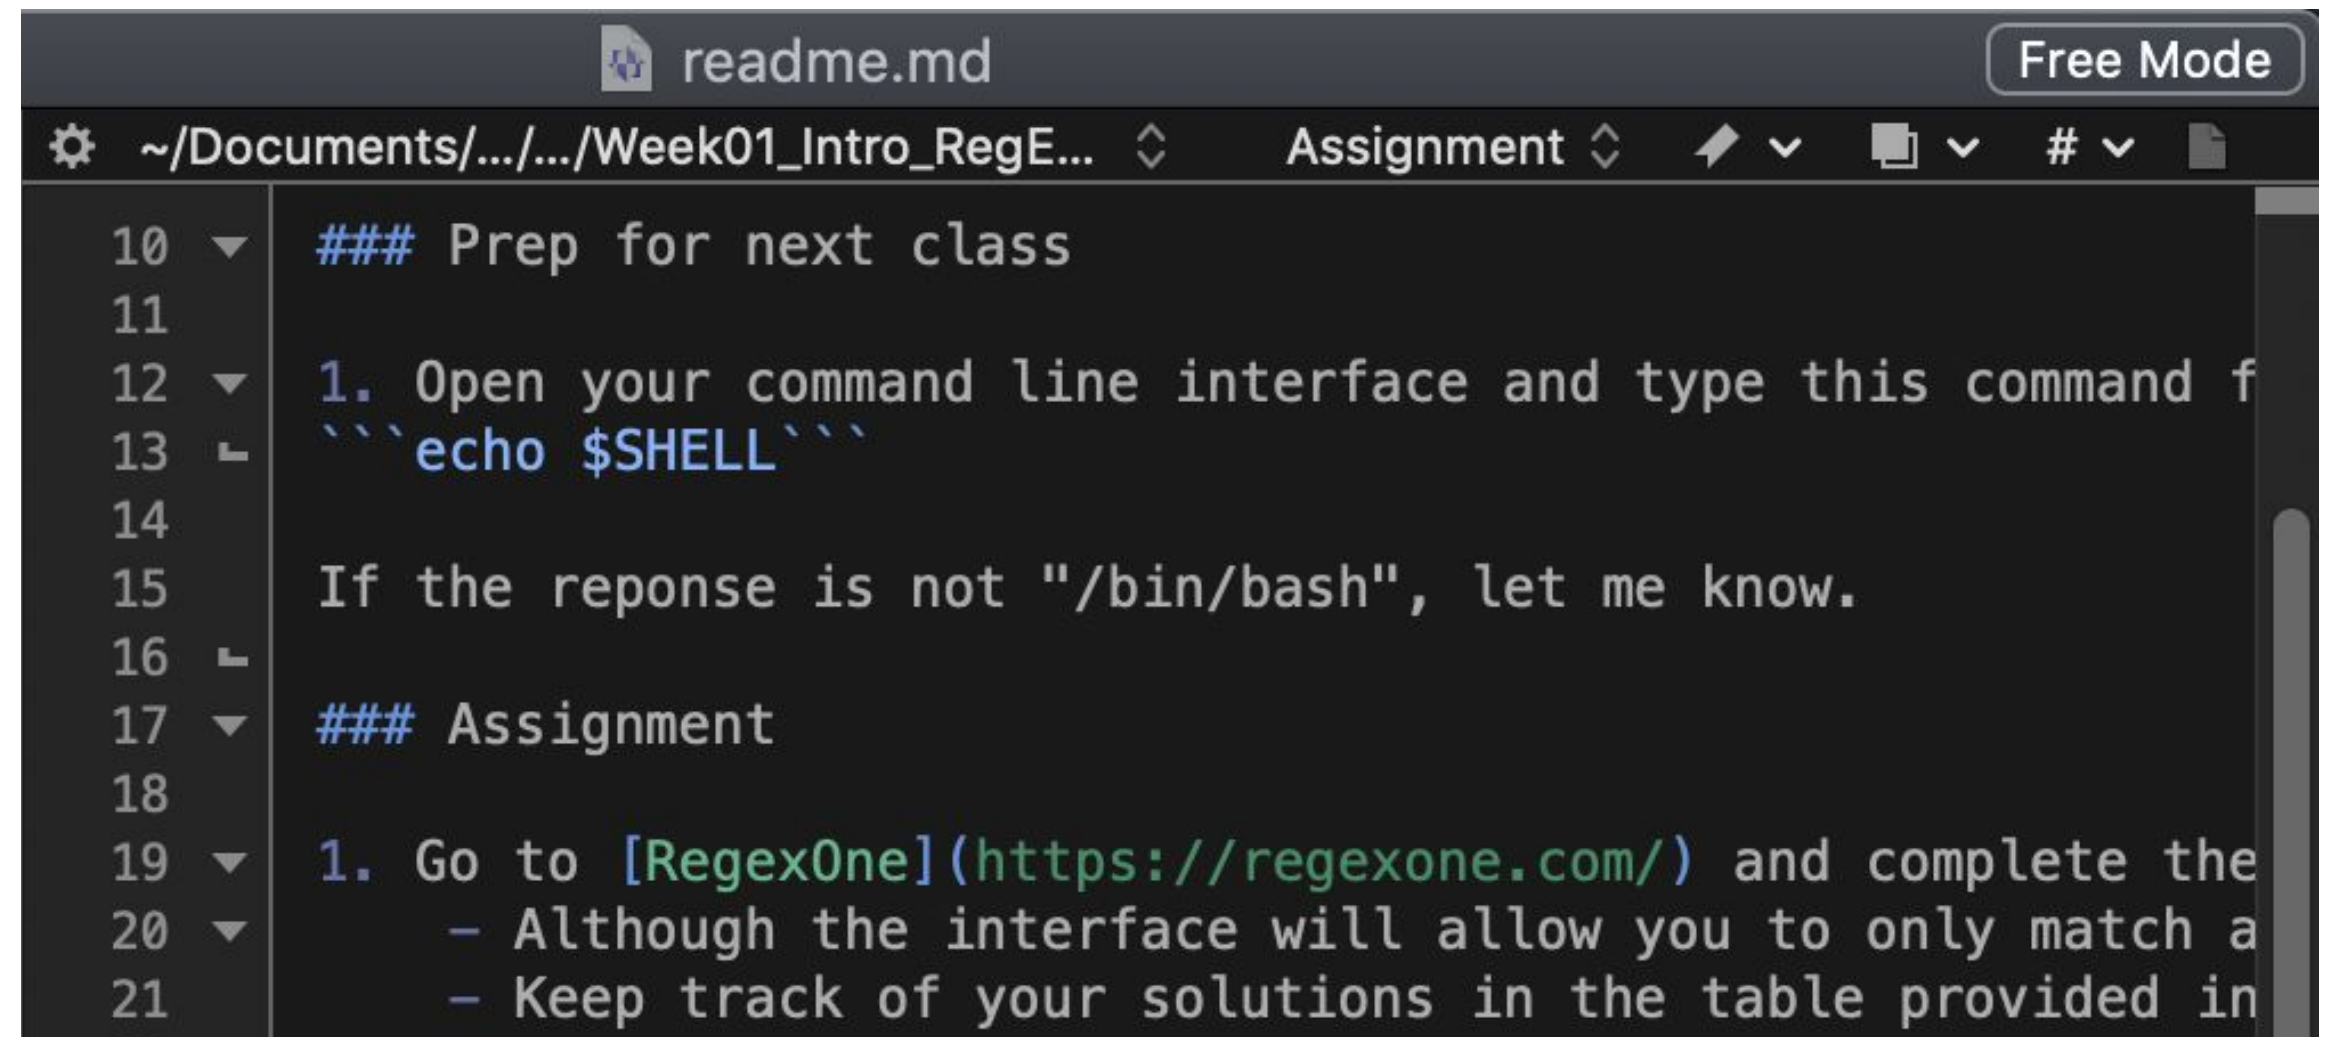 readme.md
Free Mode
~/Documents/.../.../Week01_Intro_RegE... Assignment #
10 ### Prep for next class
11
12 1. Open your command line interface and type this command f
13 ```echo $SHELL```
14
15 If the reponse is not "/bin/bash", let me know.
16
17 ### Assignment
18
19 1. Go to [RegexOne](https://regexone.com/) and complete the
20 - Although the interface will allow you to only match a
21 - Keep track of your solutions in the table provided in